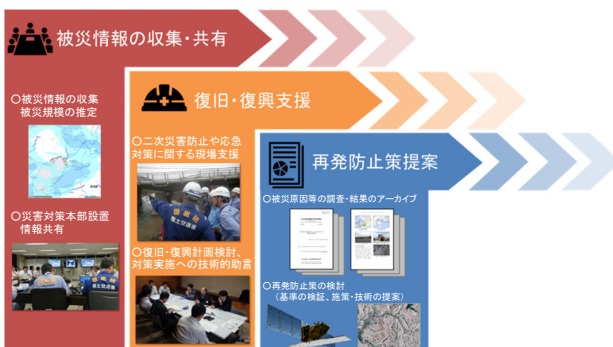 被災情報の収集・共有
○被災情報の収集
被災規模の推定
○災害対策本部設置
情報共有
復旧・復興支援
○二次災害防止や応急
対策に関する現場支援
○復旧・復興計画検討、
対策実施への技術的助言
再発防止策提案
○被災原因等の調査・結果のアーカイブ
○再発防止策の検討
（基準の検証、施策・技術の提案）
国土交通省